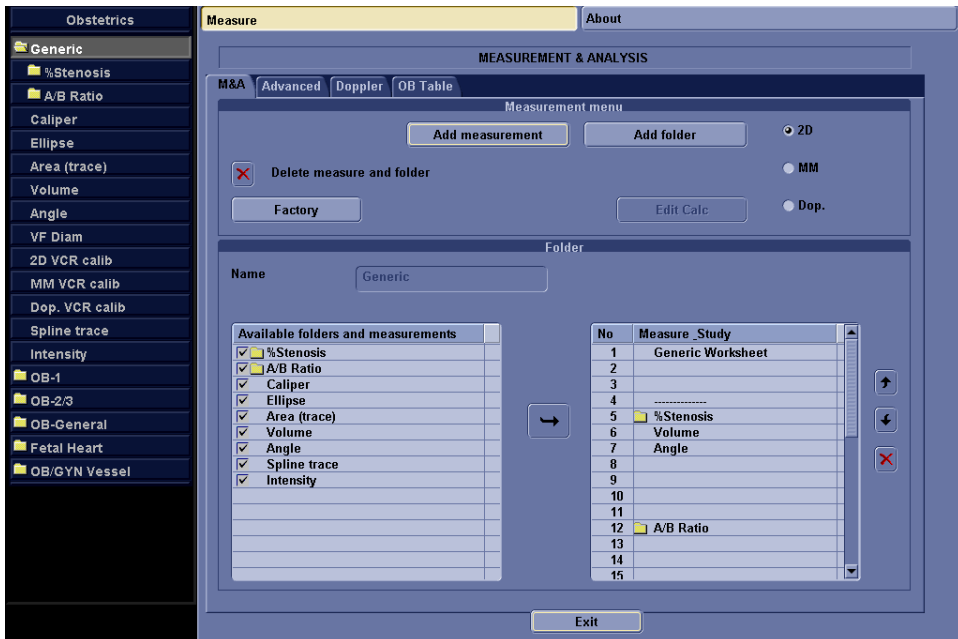 Obstetrics
Generic
%Stenosis
A/B Ratio
Caliper
Ellipse
Area (trace)
Volume
Angle
VF Diam
2D VCR calib
MM VCR calib
Dop. VCR calib
Spline trace
Intensity
OB-1
OB-2/3
OB-General
Fetal Heart
OB/GYN Vessel
Measure About
MEASUREMENT & ANALYSIS
M&A Advanced Doppler OB Table
Measurement menu
Add measurement Add folder 2D
Delete measure and folder MM
Factory Edit Calc Dop.
Folder
Name Generic
Available folders and measurements
%Stenosis
A/B Ratio
Caliper
Ellipse
Area (trace)
Volume
Angle
Spline trace
Intensity
No Measure _Study
1 Generic Worksheet
2
3
4 --------------
5 %Stenosis
6 Volume
7 Angle
8
9
10
11
12 A/B Ratio
13
14
15
Exit